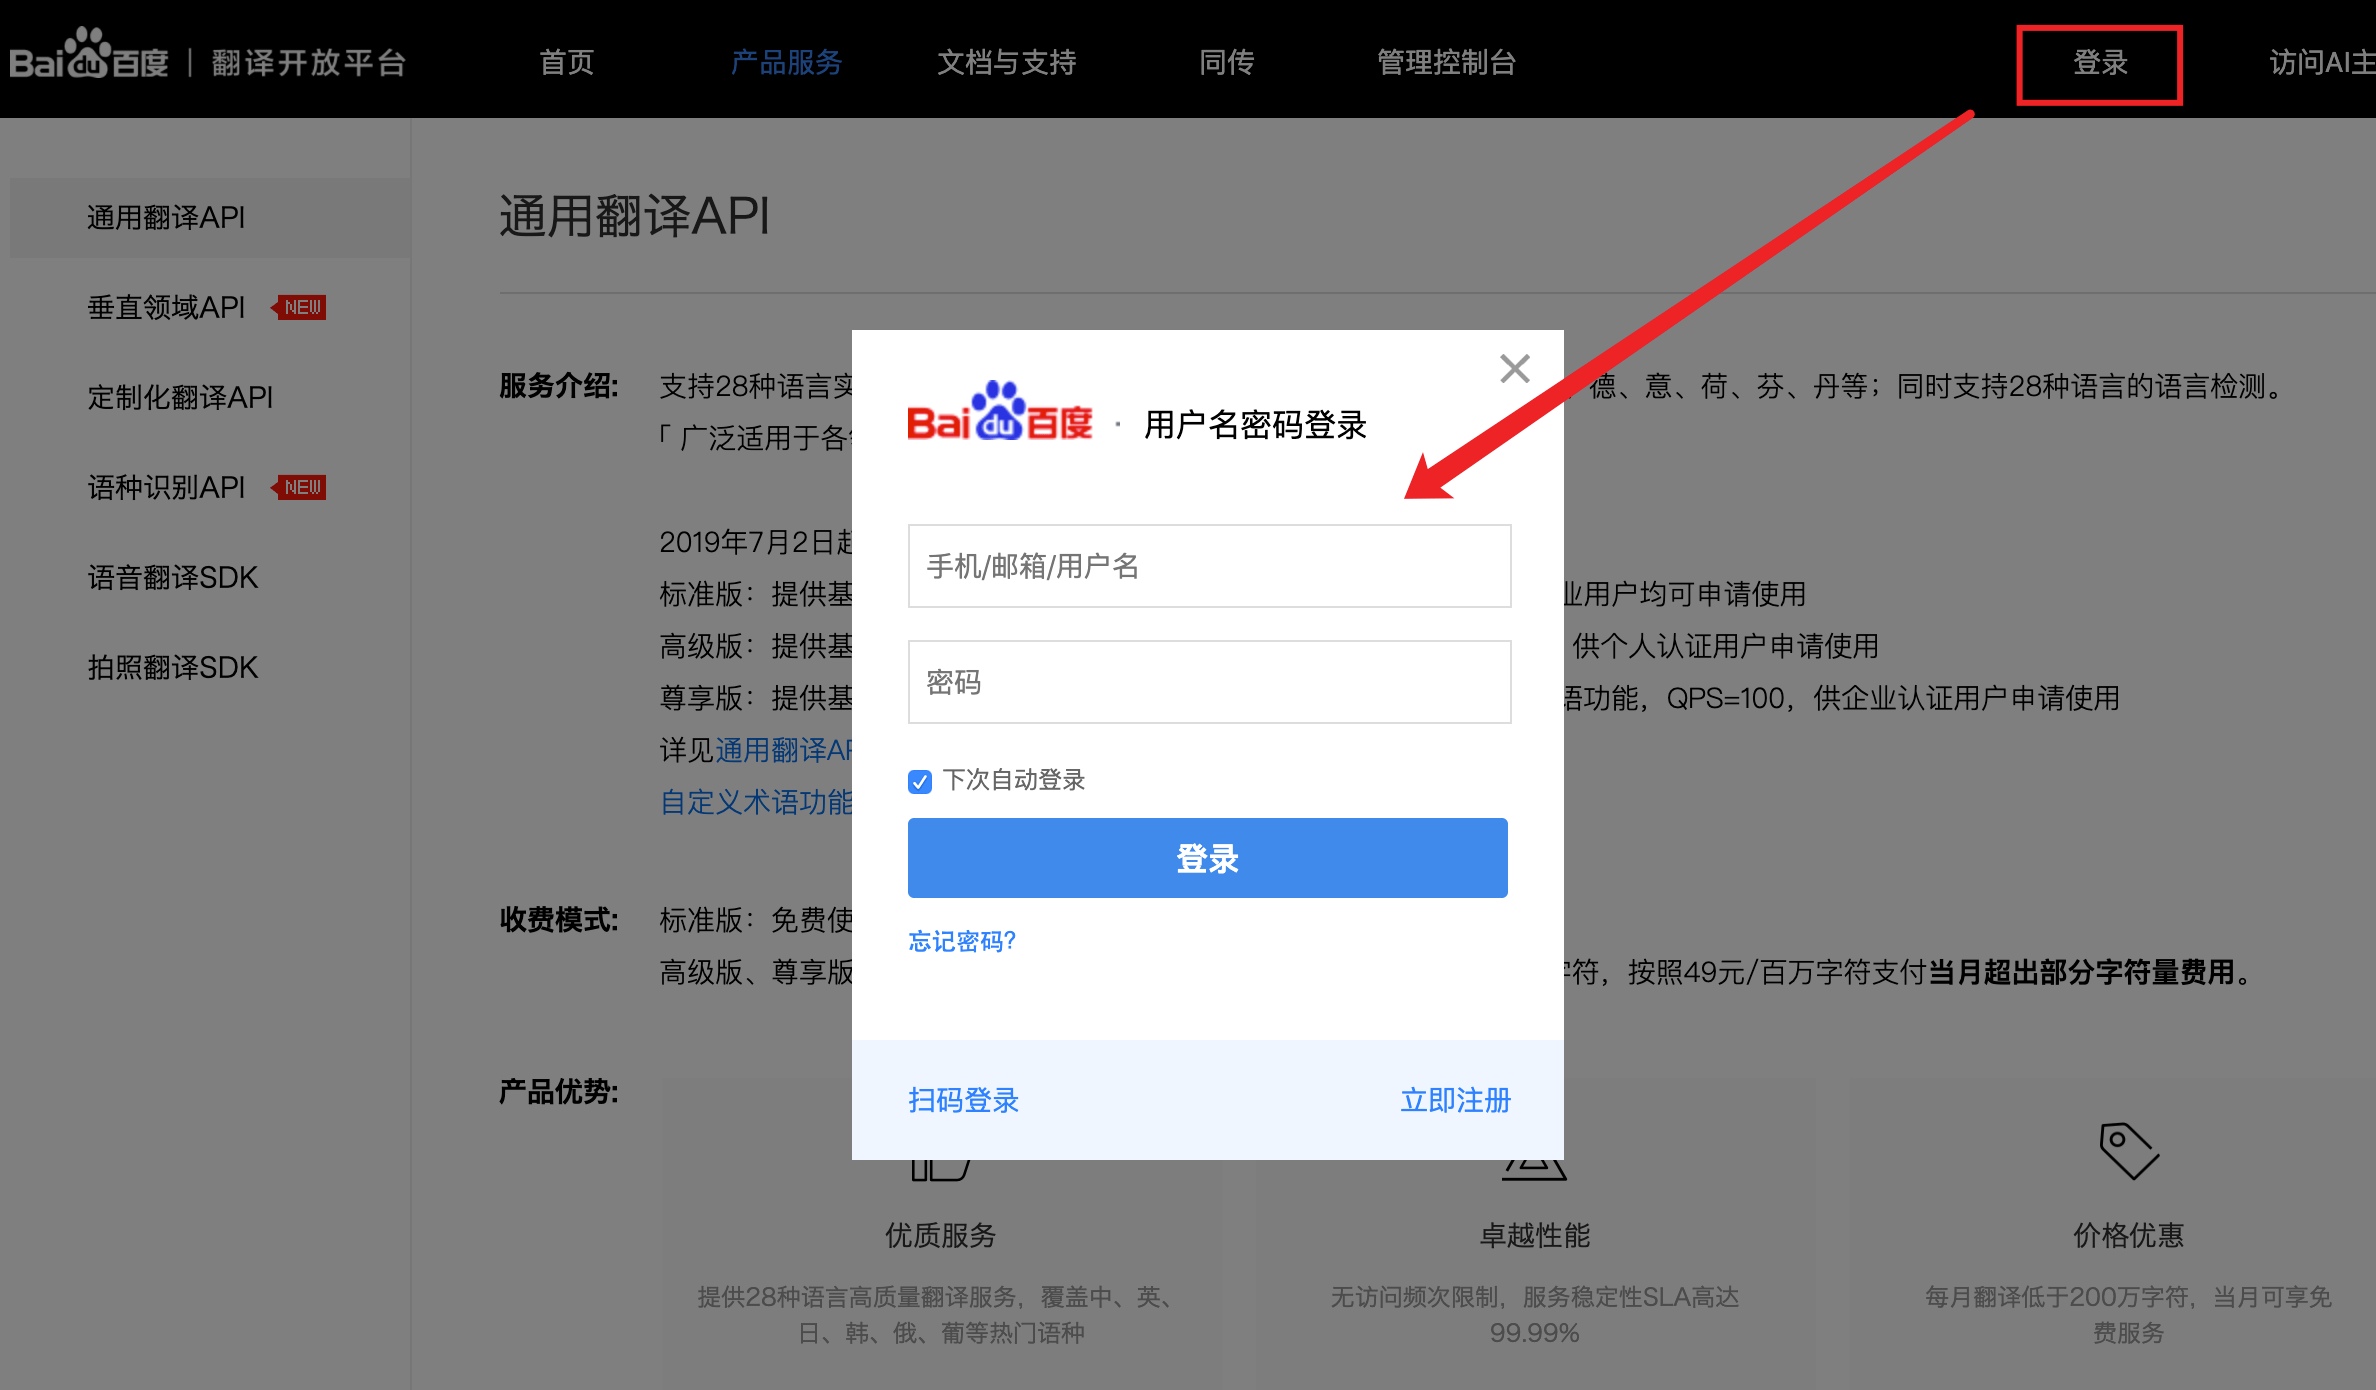 Bai du 百度 | 翻译开放平台
首页
产品服务
文档与支持
同传
管理控制台
登录
访问AI主
通用翻译API
垂直领域API NEW
定制化翻译API
语种识别API NEW
语音翻译SDK
拍照翻译SDK
通用翻译API
服务介绍:
支持28种语言实
德、意、荷、芬、丹等；同时支持28种语言的语言检测。
「广泛适用于各
2019年7月2日起
标准版：提供基
业用户均可申请使用
高级版：提供基
供个人认证用户申请使用
尊享版：提供基
语功能，QPS=100，供企业认证用户申请使用
详见通用翻译AP
自定义术语功能
收费模式:
标准版：免费使
高级版、尊享版
字符，按照49元/百万字符支付当月超出部分字符量费用。
产品优势:
Bai du 百度 · 用户名密码登录
手机/邮箱/用户名
密码
下次自动登录
登录
忘记密码?
扫码登录
立即注册
优质服务
提供28种语言高质量翻译服务，覆盖中、英、
日、韩、俄、葡等热门语种
卓越性能
无访问频次限制，服务稳定性SLA高达
99.99%
价格优惠
每月翻译低于200万字符，当月可享免
费服务